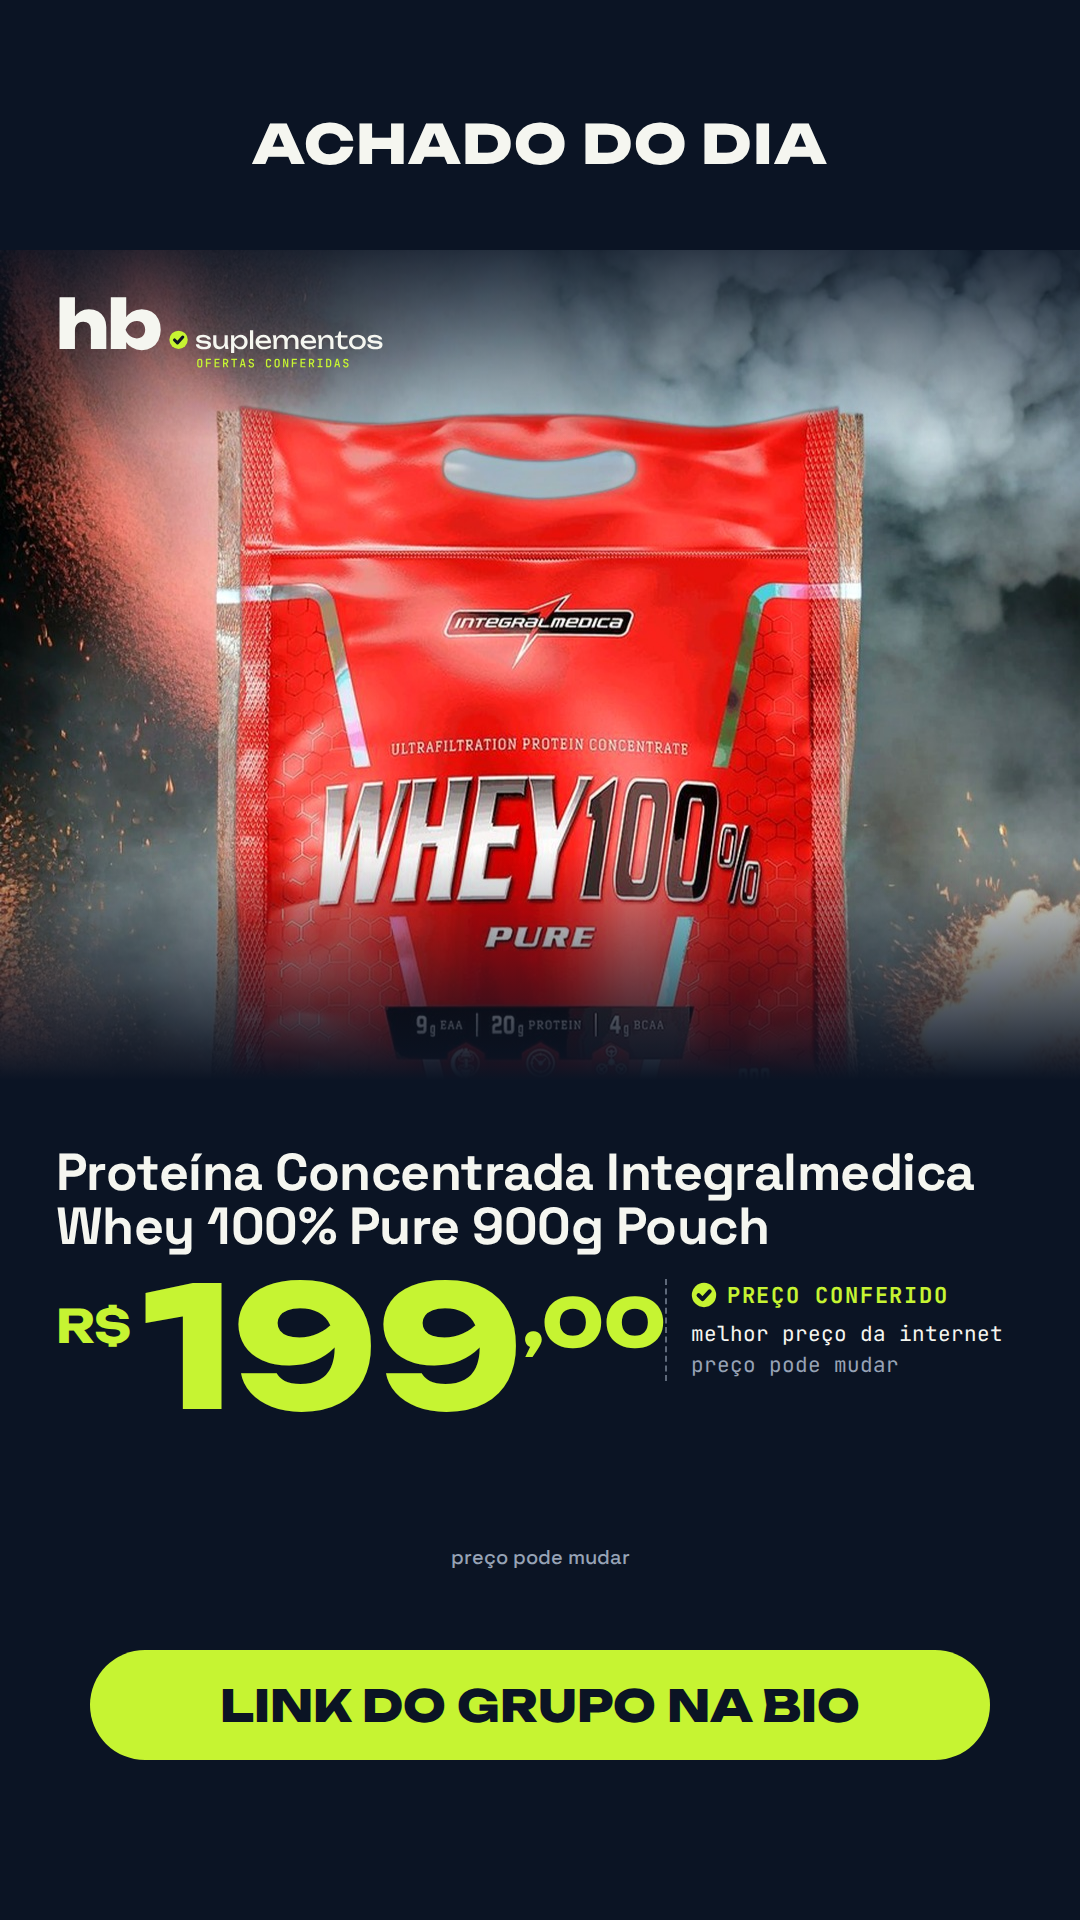 ACHADO DO DIA
hb suplementos
OFERTAS CONFERIDAS
INTEGRALMEDICA
ULTRAFILTRATION PROTEIN CONCENTRATE
WHEY 100%
PURE
9g EAA | 20g PROTEIN | 4g BCAA
Proteína Concentrada Integralmedica
Whey 100% Pure 900g Pouch
R$ 199,00
PREÇO CONFERIDO
melhor preço da internet
preço pode mudar
preço pode mudar
LINK DO GRUPO NA BIO